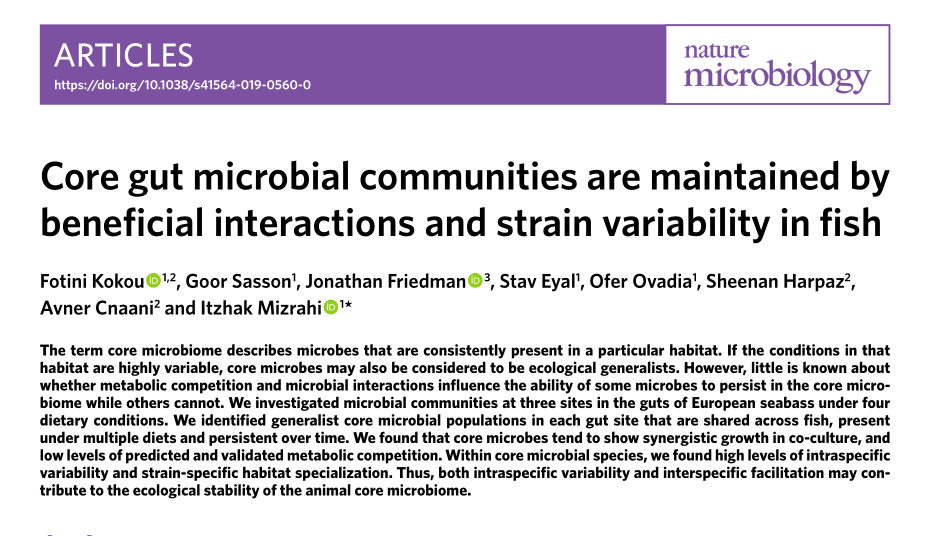 ARTICLES
https://doi.org/10.1038/s41564-019-0560-0
nature
microbiology
Core gut microbial communities are maintained by
beneficial interactions and strain variability in fish
Fotini Kokou iD 1,2, Goor Sasson1, Jonathan Friedman iD 3, Stav Eyal1, Ofer Ovadia1, Sheenan Harpaz2,
Avner Cnaani2 and Itzhak Mizrahi iD 1*
The term core microbiome describes microbes that are consistently present in a particular habitat. If the conditions in that
habitat are highly variable, core microbes may also be considered to be ecological generalists. However, little is known about
whether metabolic competition and microbial interactions influence the ability of some microbes to persist in the core micro-
biome while others cannot. We investigated microbial communities at three sites in the guts of European seabass under four
dietary conditions. We identified generalist core microbial populations in each gut site that are shared across fish, present
under multiple diets and persistent over time. We found that core microbes tend to show synergistic growth in co-culture, and
low levels of predicted and validated metabolic competition. Within core microbial species, we found high levels of intraspecific
variability and strain-specific habitat specialization. Thus, both intraspecific variability and interspecific facilitation may con-
tribute to the ecological stability of the animal core microbiome.